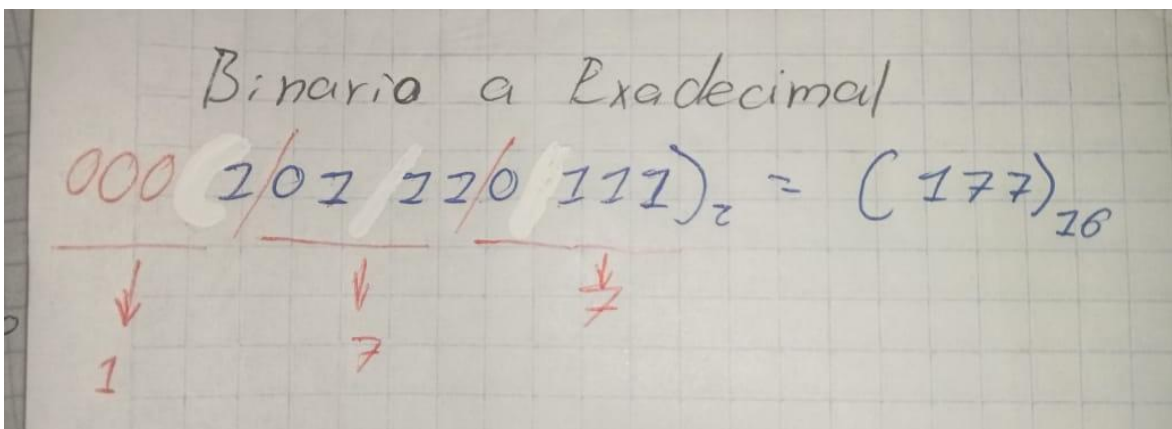 Binario a Exadecimal
000(1/01 11/0 111)₂ = (177)₁₆
1 7 7